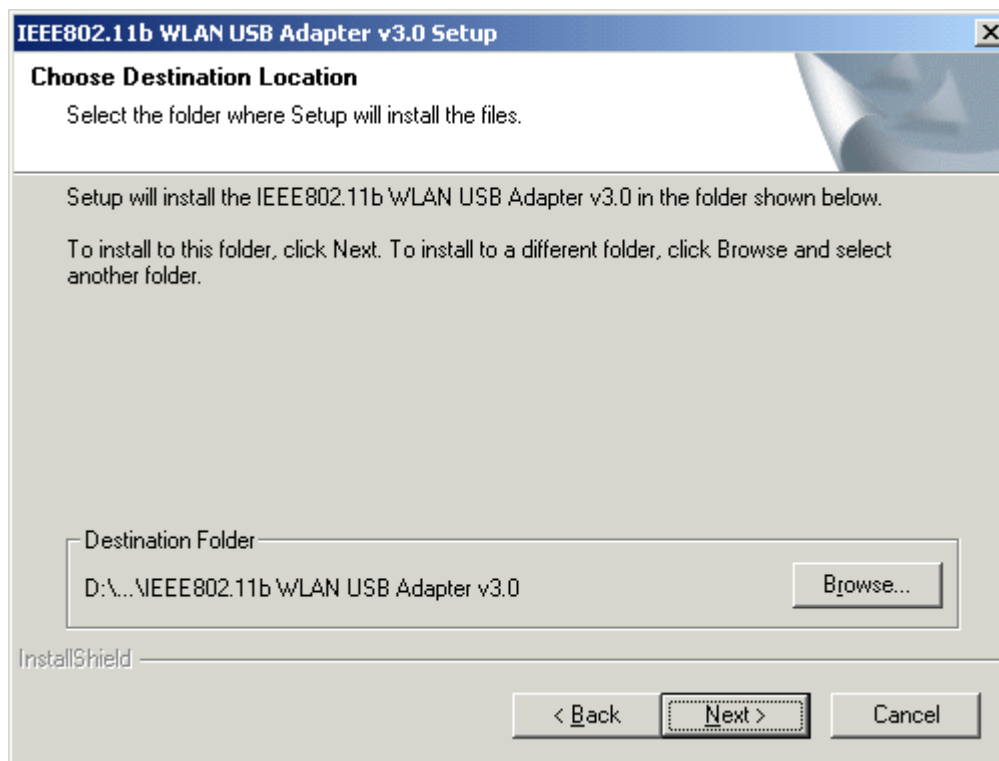 IEEE802.11b WLAN USB Adapter v3.0 Setup
Choose Destination Location
Select the folder where Setup will install the files.
Setup will install the IEEE802.11b WLAN USB Adapter v3.0 in the folder shown below.
To install to this folder, click Next. To install to a different folder, click Browse and select
another folder.
Destination Folder
D:\...\IEEE802.11b WLAN USB Adapter v3.0
Browse...
InstallShield
< Back
Next >
Cancel